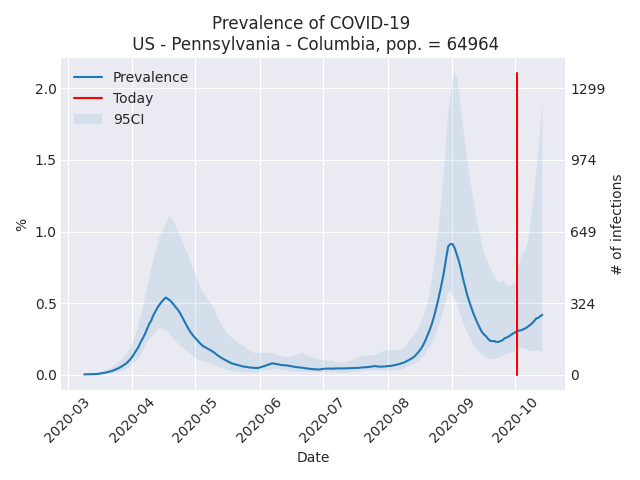 Prevalence of COVID-19
US - Pennsylvania - Columbia, pop. = 64964
Prevalence
Today
95CI
2.0
1.5
1.0
0.5
0.0
%
1299
974
649
324
0
# of infections
2020-03
2020-04
2020-05
2020-06
2020-07
2020-08
2020-09
2020-10
Date